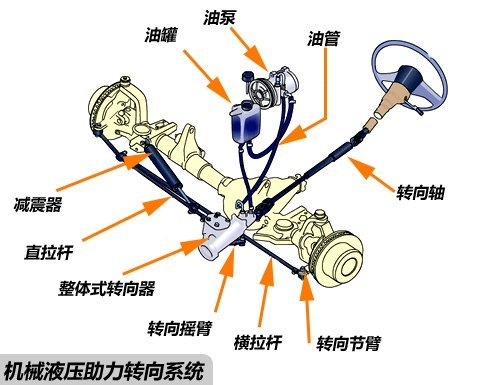 油泵
油罐
油管
减震器
转向轴
直拉杆
整体式转向器
转向摇臂
横拉杆
转向节臂
机械液压助力转向系统